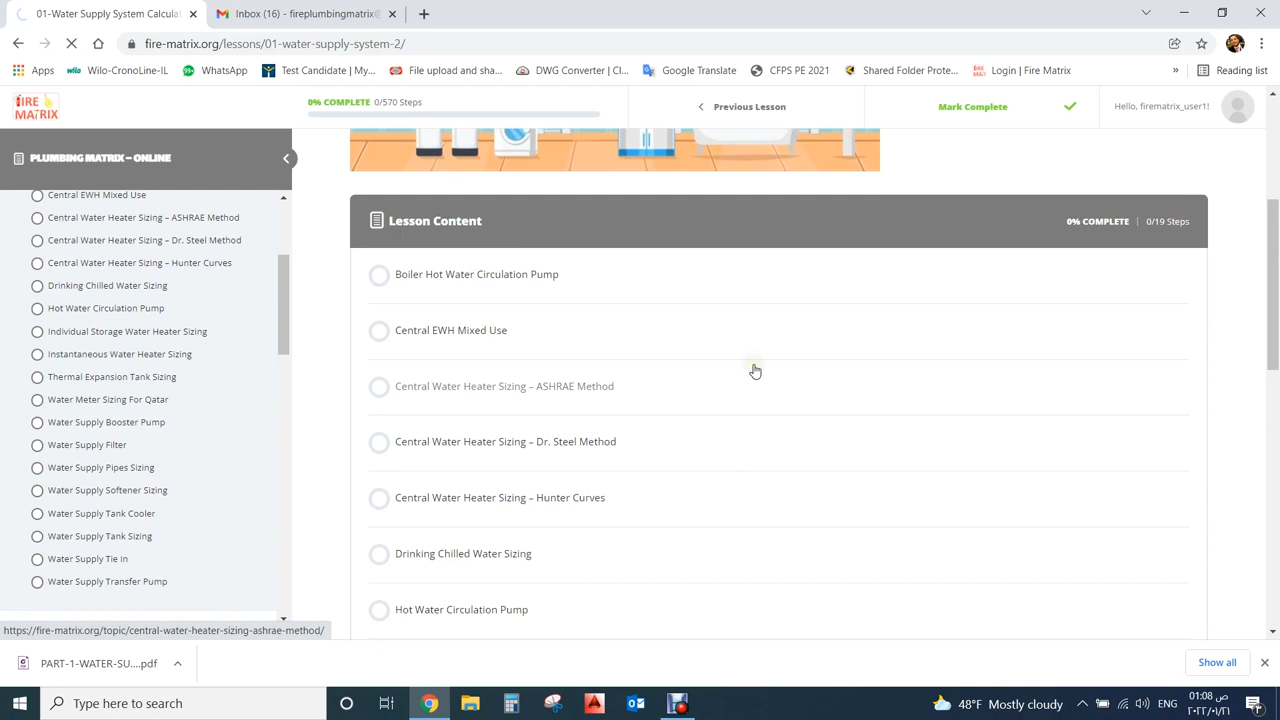 01-Water Supply System Calculat
Inbox (16) - fireplumbingmatrix@
fire-matrix.org/lessons/01-water-supply-system-2/
Apps
Wilo-CronoLine-IL
99+
WhatsApp
Test Candidate | My...
File upload and sha...
DWG Converter | Cl...
Google Translate
CFPS PE 2021
Shared Folder Prote...
Login | Fire Matrix
»
Reading list
FIRE
MATRIX
0% COMPLETE 0/570 Steps
Previous Lesson
Mark Complete
Hello, firematrix_user1!
PLUMBING MATRIX – ONLINE
Central EWH Mixed Use
Central Water Heater Sizing – ASHRAE Method
Central Water Heater Sizing – Dr. Steel Method
Central Water Heater Sizing – Hunter Curves
Drinking Chilled Water Sizing
Hot Water Circulation Pump
Individual Storage Water Heater Sizing
Instantaneous Water Heater Sizing
Thermal Expansion Tank Sizing
Water Meter Sizing For Qatar
Water Supply Booster Pump
Water Supply Filter
Water Supply Pipes Sizing
Water Supply Softener Sizing
Water Supply Tank Cooler
Water Supply Tank Sizing
Water Supply Tie In
Water Supply Transfer Pump
Lesson Content
0% COMPLETE | 0/19 Steps
Boiler Hot Water Circulation Pump
Central EWH Mixed Use
Central Water Heater Sizing – ASHRAE Method
Central Water Heater Sizing – Dr. Steel Method
Central Water Heater Sizing – Hunter Curves
Drinking Chilled Water Sizing
Hot Water Circulation Pump
https://fire-matrix.org/topic/central-water-heater-sizing-ashrae-method/
PART-1-WATER-SU....pdf
Show all
Type here to search
48°F Mostly cloudy
ENG
01:08 ص